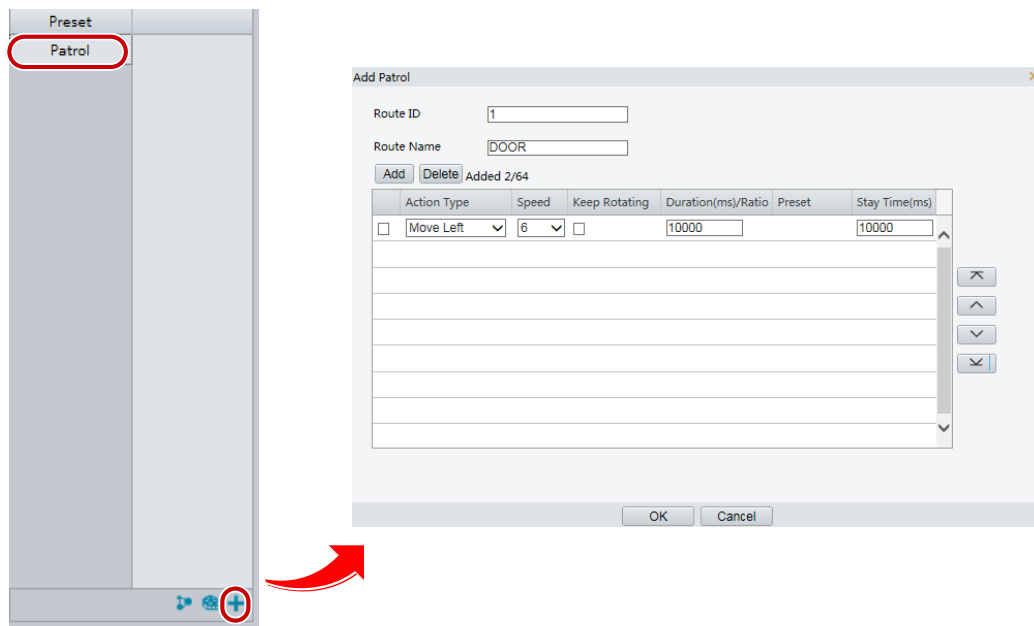 Preset
Patrol
Add Patrol
Route ID 1
Route Name DOOR
Add Delete Added 2/64
Action Type Speed Keep Rotating Duration(ms)/Ratio Preset Stay Time(ms)
Move Left 6 10000 10000
OK Cancel